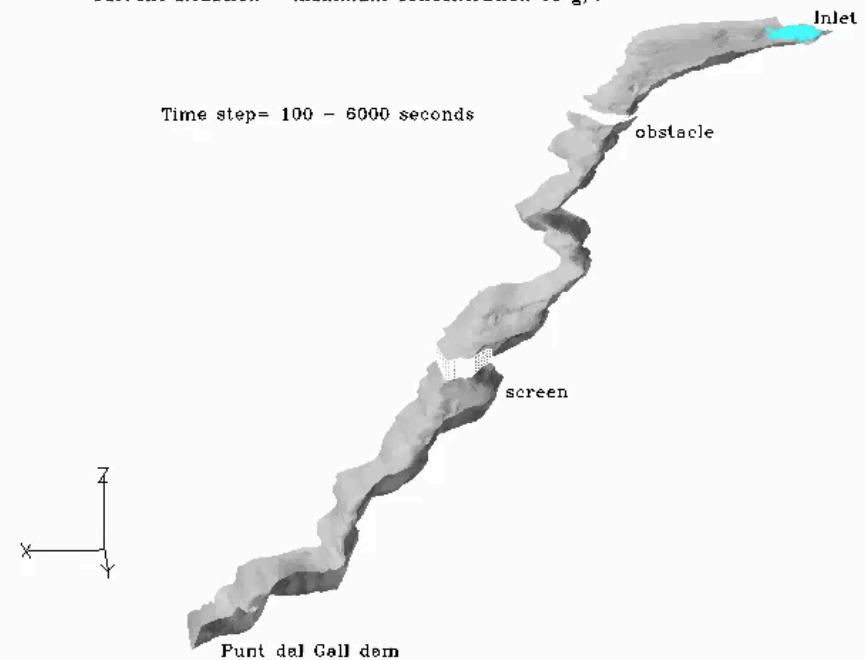 Inlet
Time step= 100 - 6000 seconds
obstacle
screen
Z
X
Y
Punt dal Gall dam